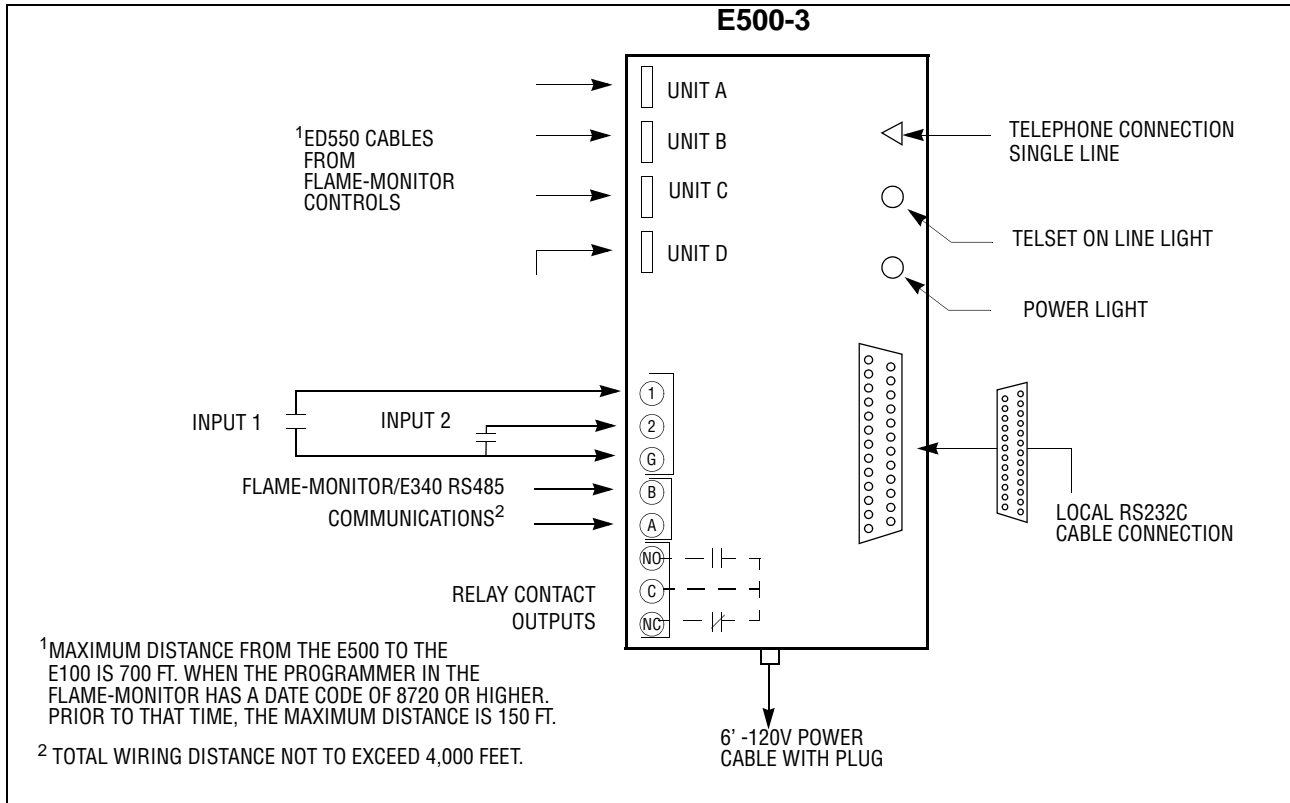 E500-3
UNIT A
UNIT B
UNIT C
UNIT D
1ED550 CABLES
FROM
FLAME-MONITOR
CONTROLS
TELEPHONE CONNECTION
SINGLE LINE
TELSET ON LINE LIGHT
POWER LIGHT
INPUT 1
INPUT 2
1
2
G
FLAME-MONITOR/E340 RS485
COMMUNICATIONS2
B
A
LOCAL RS232C
CABLE CONNECTION
NO
C
NC
RELAY CONTACT
OUTPUTS
1MAXIMUM DISTANCE FROM THE E500 TO THE
E100 IS 700 FT. WHEN THE PROGRAMMER IN THE
FLAME-MONITOR HAS A DATE CODE OF 8720 OR HIGHER.
PRIOR TO THAT TIME, THE MAXIMUM DISTANCE IS 150 FT.
2 TOTAL WIRING DISTANCE NOT TO EXCEED 4,000 FEET.
6’ -120V POWER
CABLE WITH PLUG